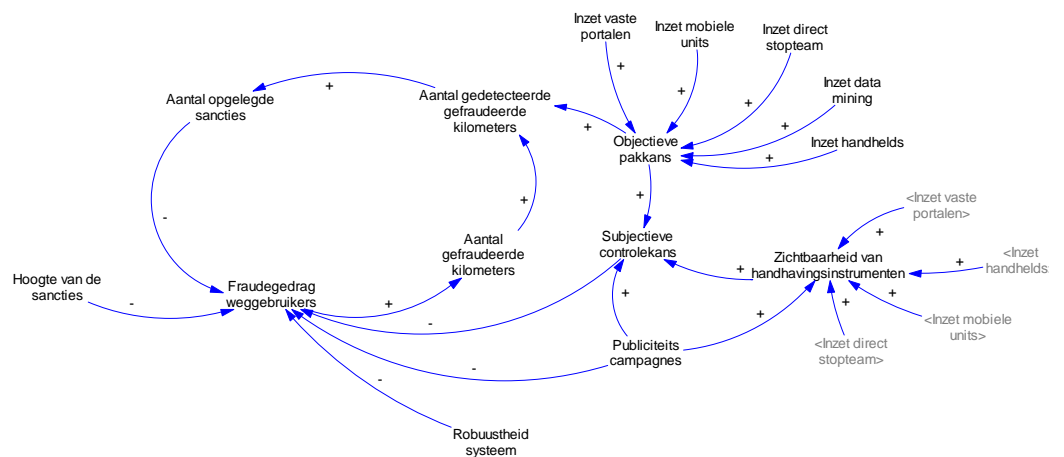 Inzet vaste
portalen
Inzet mobiele
units
Inzet direct
stopteam
Inzet data
mining
Inzet handhelds
+
+
+
+
+
Objectieve
pakkans
+
+
Aantal gedetecteerde
gefraudeerde
kilometers
+
Aantal opgelegde
sancties
-
+
Aantal
gefraudeerde
kilometers
+
Subjectieve
controlekans
+
Zichtbaarheid van
handhavingsinstrumenten
<Inzet vaste
portalen>
+
<Inzet
handhelds>
+
<Inzet mobiele
units>
+
<Inzet direct
stopteam>
+
Hoogte van de
sancties
-
Fraudegedrag
weggebruikers
-
+
+
Publiciteits
campagnes
-
-
Robuustheid
systeem